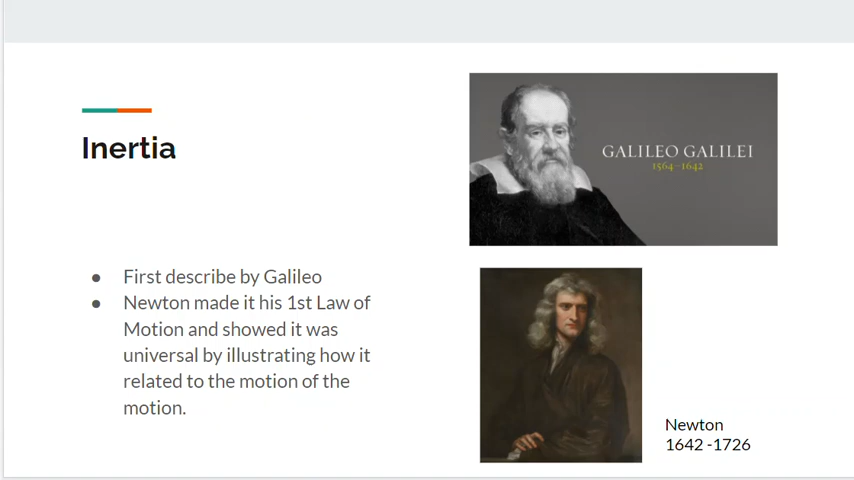 Inertia
GALILEO GALILEI
1564 -1642
● First describe by Galileo
● Newton made it his 1st Law of
Motion and showed it was
universal by illustrating how it
related to the motion of the
motion.
Newton
1642 -1726